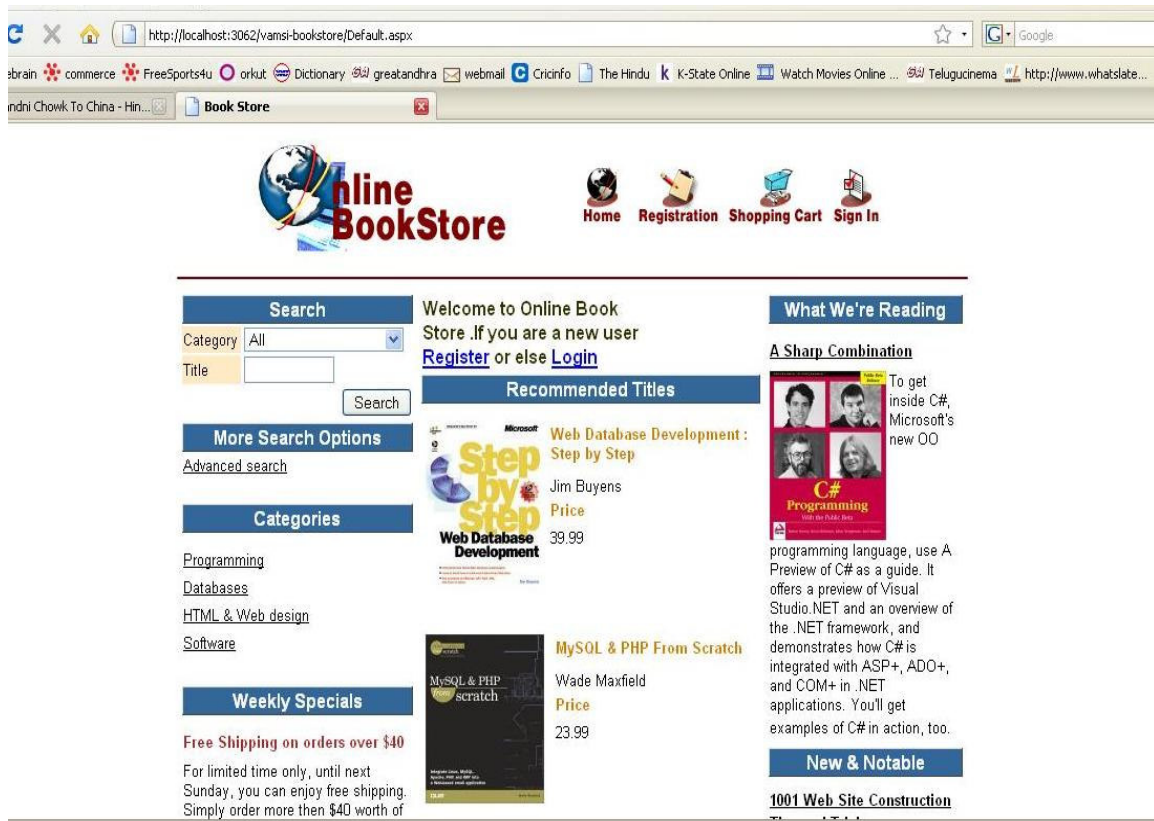 http://localhost:3062/vamsi-bookstore/Default.aspx
Google
ebrain commerce FreeSports4u orkut Dictionary greatandhra webmail Cricinfo The Hindu K-State Online Watch Movies Online ... Telugucinema http://www.whatslate...
andni Chowk To China - Hin...
Book Store
nline
BookStore
Home Registration Shopping Cart Sign In
Search
Category All
Title
Search
More Search Options
Advanced search
Categories
Programming
Databases
HTML & Web design
Software
Weekly Specials
Free Shipping on orders over $40
For limited time only, until next
Sunday, you can enjoy free shipping.
Simply order more then $40 worth of
Welcome to Online Book
Store .If you are a new user
Register or else Login
Recommended Titles
Microsoft
Step
by
Step
Web Database
Development
Web Database Development :
Step by Step
Jim Buyens
Price
39.99
MySQL & PHP
from scratch
MySQL & PHP From Scratch
Wade Maxfield
Price
23.99
What We're Reading
A Sharp Combination
C#
Programming
With the Public Beta
To get
inside C#,
Microsoft's
new OO
programming language, use A
Preview of C# as a guide. It
offers a preview of Visual
Studio.NET and an overview of
the .NET framework, and
demonstrates how C# is
integrated with ASP+, ADO+,
and COM+ in .NET
applications. You'll get
examples of C# in action, too.
New & Notable
1001 Web Site Construction